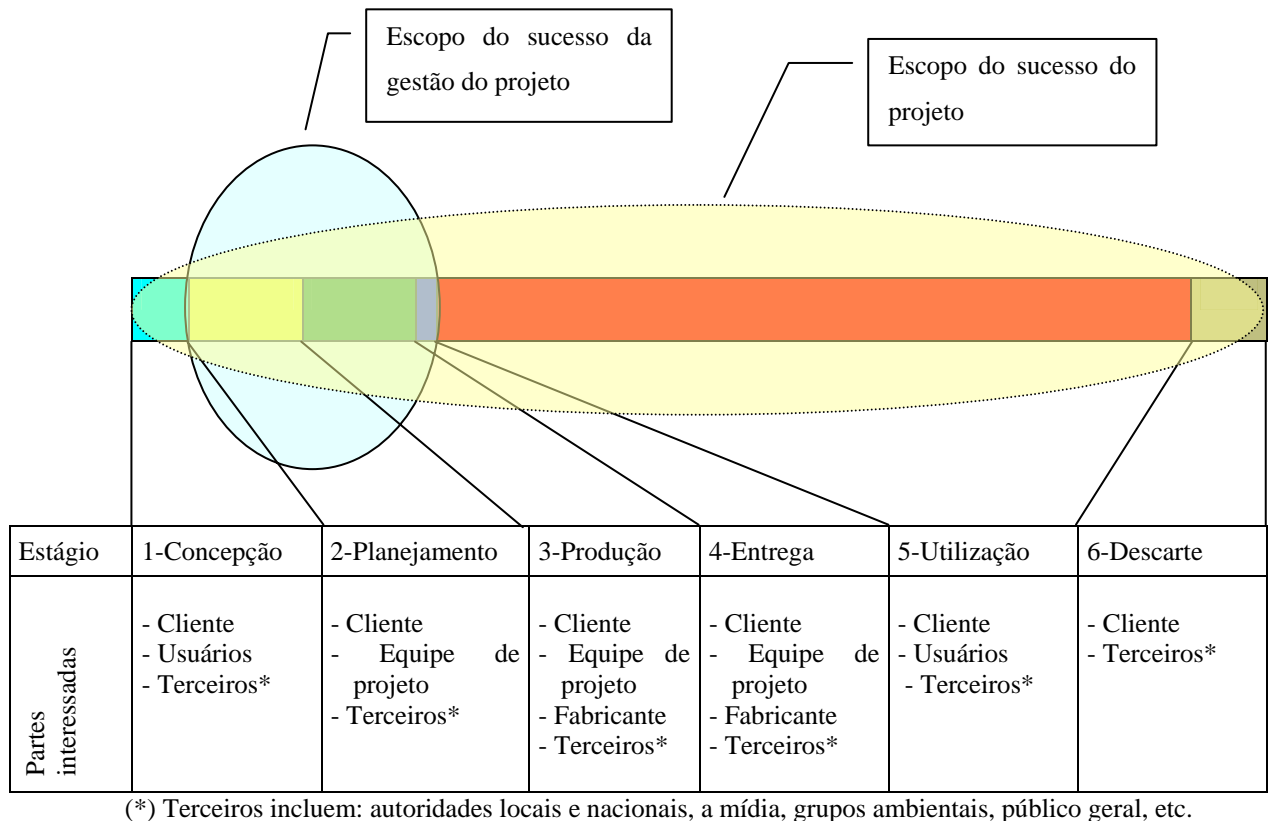 Escopo do sucesso da
gestão do projeto
Escopo do sucesso do
projeto
Estágio
1-Concepção
2-Planejamento
3-Produção
4-Entrega
5-Utilização
6-Descarte
Partes
interessadas
- Cliente
- Usuários
- Terceiros*
- Cliente
- Equipe de
projeto
- Terceiros*
- Cliente
- Equipe de
projeto
- Fabricante
- Terceiros*
- Cliente
- Equipe de
projeto
- Fabricante
- Terceiros*
- Cliente
- Usuários
- Terceiros*
- Cliente
- Terceiros*
(*) Terceiros incluem: autoridades locais e nacionais, a mídia, grupos ambientais, público geral, etc.